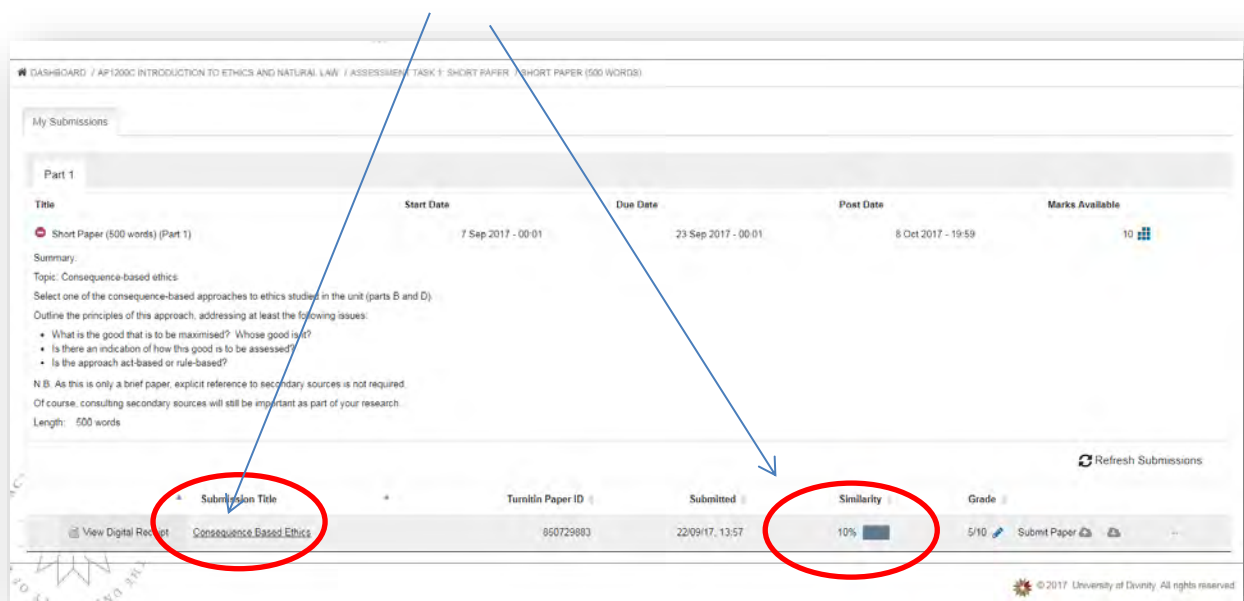 DASHBOARD / AP1200C INTRODUCTION TO ETHICS AND NATURAL LAW / ASSESSMENT TASK 1: SHORT PAPER / SHORT PAPER (500 WORDS)
My Submissions
Part 1
Title Start Date Due Date Post Date Marks Available
Short Paper (500 words) (Part 1) 7 Sep 2017 - 00:01 23 Sep 2017 - 00:01 8 Oct 2017 - 19:59 10
Summary:
Topic: Consequence-based ethics
Select one of the consequence-based approaches to ethics studied in the unit (parts B and D).
Outline the principles of this approach, addressing at least the following issues:
• What is the good that is to be maximised? Whose good is it?
• Is there an indication of how this good is to be assessed?
• Is the approach act-based or rule-based?
N.B. As this is only a brief paper, explicit reference to secondary sources is not required.
Of course, consulting secondary sources will still be important as part of your research.
Length: 500 words
Refresh Submissions
Submission Title Turnitin Paper ID Submitted Similarity Grade
View Digital Receipt Consequence Based Ethics 850729883 22/09/17, 13:57 10% 5/10 Submit Paper --
© 2017 University of Divinity. All rights reserved.